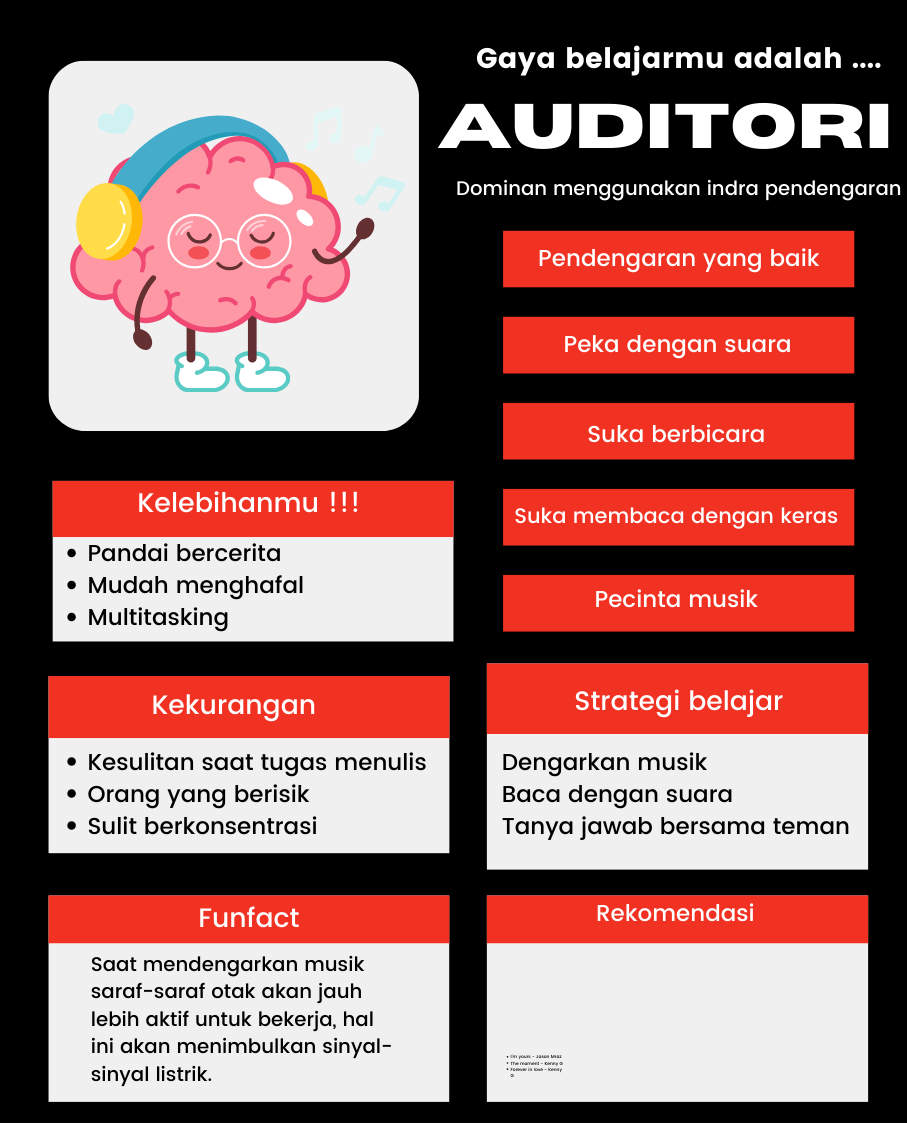 Gaya belajarmu adalah ....
AUDITORI
Dominan menggunakan indra pendengaran
Pendengaran yang baik
Peka dengan suara
Suka berbicara
Suka membaca dengan keras
Pecinta musik
Kelebihanmu !!!
• Pandai bercerita
• Mudah menghafal
• Multitasking
Kekurangan
• Kesulitan saat tugas menulis
• Orang yang berisik
• Sulit berkonsentrasi
Strategi belajar
Dengarkan musik
Baca dengan suara
Tanya jawab bersama teman
Funfact
Saat mendengarkan musik
saraf-saraf otak akan jauh
lebih aktif untuk bekerja, hal
ini akan menimbulkan sinyal-
sinyal listrik.
Rekomendasi
• I'm yours - Jason Mraz
• The moment - Kenny G
• Forever in love - Kenny
G